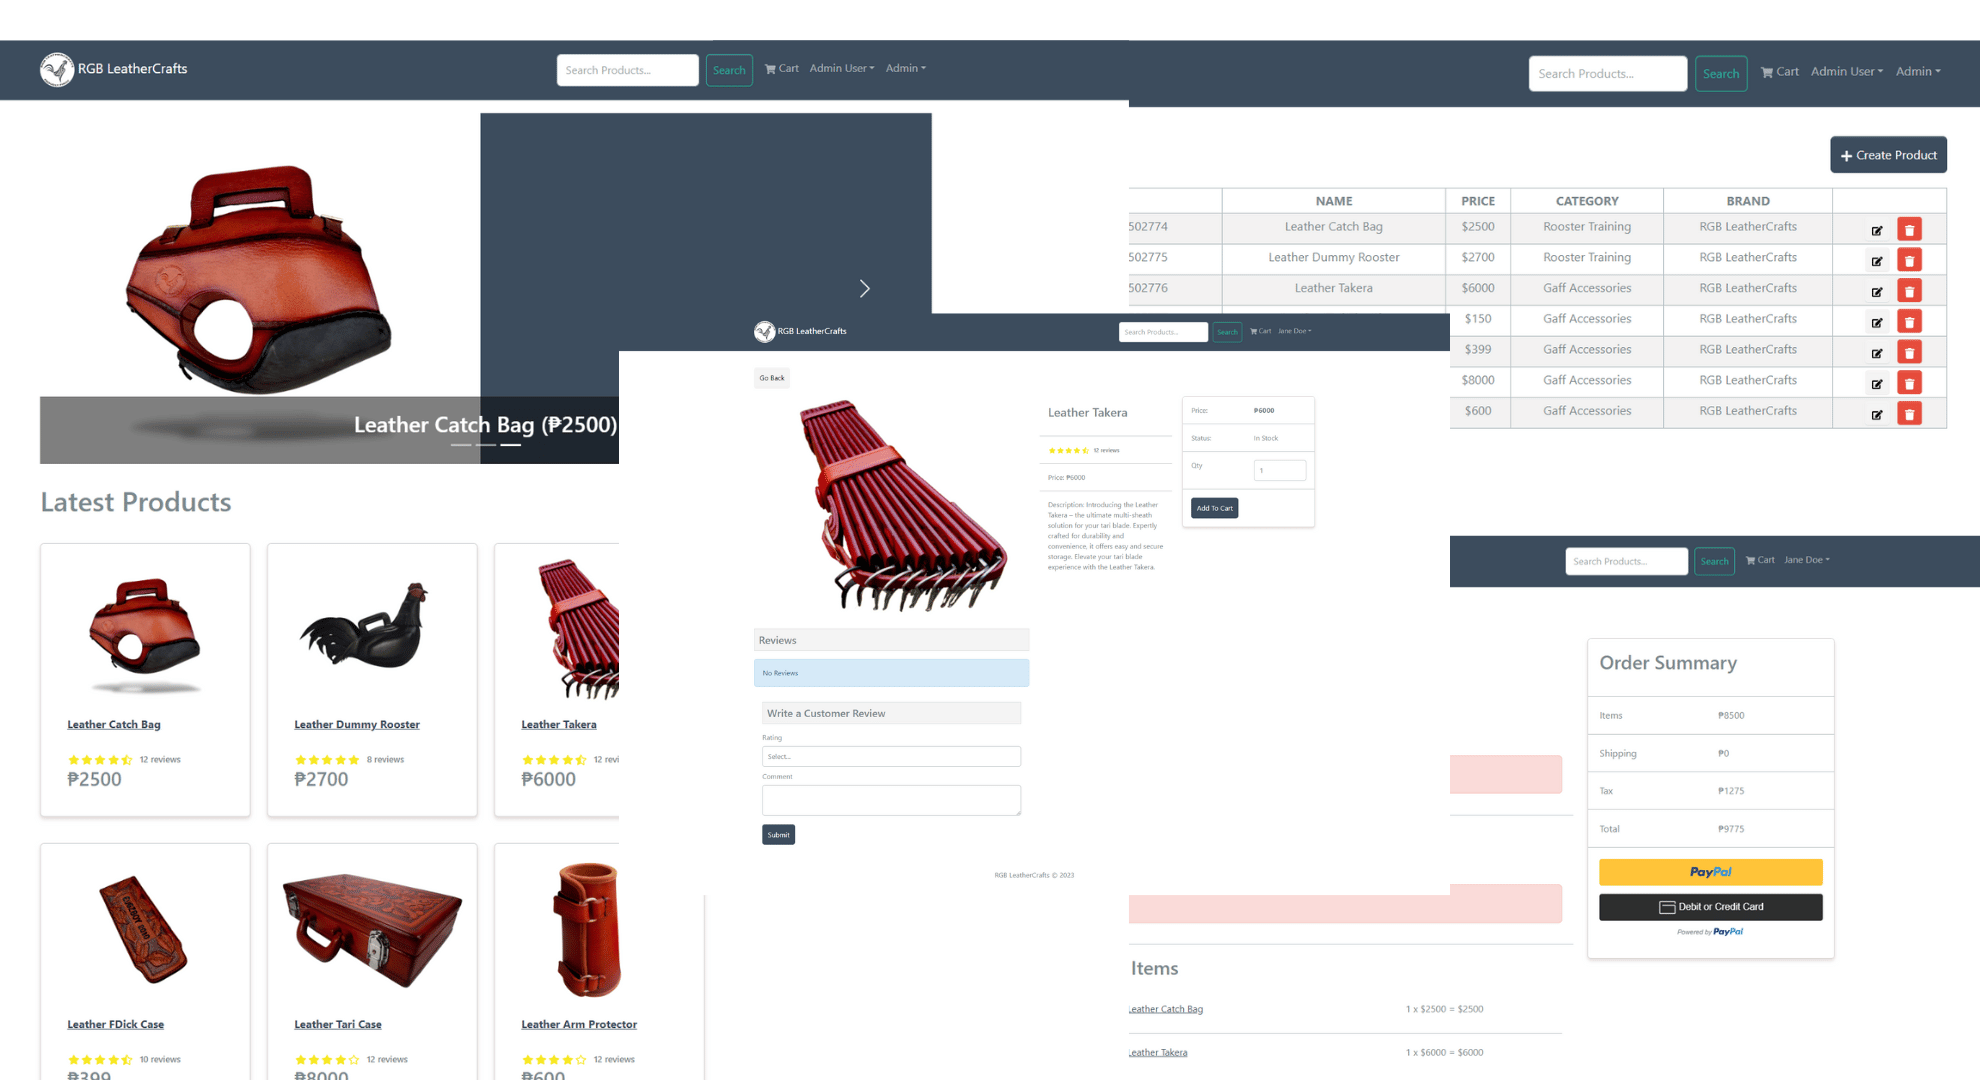 RGB LeatherCrafts
Search Products...
Search
Cart
Admin User
Admin
Leather Catch Bag (₱2500)
Latest Products
Leather Catch Bag
12 reviews
₱2500
Leather Dummy Rooster
8 reviews
₱2700
Leather Takera
12 revi
₱6000
Leather FDick Case
10 reviews
₱399
Leather Tari Case
12 reviews
₱8000
Leather Arm Protector
12 reviews
₱600
Search Products...
Search
Cart
Admin User
Admin
Create Product
NAME PRICE CATEGORY BRAND
502774 Leather Catch Bag $2500 Rooster Training RGB LeatherCrafts
502775 Leather Dummy Rooster $2700 Rooster Training RGB LeatherCrafts
502776 Leather Takera $6000 Gaff Accessories RGB LeatherCrafts
$150 Gaff Accessories RGB LeatherCrafts
$399 Gaff Accessories RGB LeatherCrafts
$8000 Gaff Accessories RGB LeatherCrafts
$600 Gaff Accessories RGB LeatherCrafts
RGB LeatherCrafts
Search Products...
Search
Cart
Jane Doe
Go Back
Leather Takera
12 reviews
Price: ₱6000
Description: Introducing the Leather
Takera – the ultimate multi-sheath
solution for your tari blade. Expertly
crafted for durability and
convenience, it offers easy and secure
storage. Elevate your tari blade
experience with the Leather Takera.
Price: ₱6000
Status: In Stock
Qty 1
Add To Cart
Reviews
No Reviews
Write a Customer Review
Rating
Select...
Comment
Submit
RGB LeatherCrafts © 2023
Search Products...
Search
Cart
Jane Doe
Order Summary
Items ₱8500
Shipping ₱0
Tax ₱1275
Total ₱9775
PayPal
Debit or Credit Card
Powered by PayPal
Items
Leather Catch Bag 1 x $2500 = $2500
Leather Takera 1 x $6000 = $6000